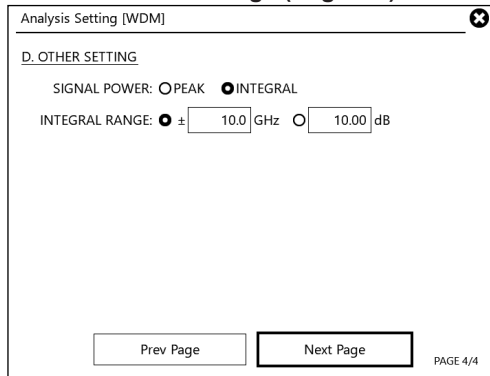 Analysis Setting [WDM]
D. OTHER SETTING
SIGNAL POWER: PEAK INTEGRAL
INTEGRAL RANGE: ± 10.0 GHz 10.00 dB
Prev Page Next Page
PAGE 4/4